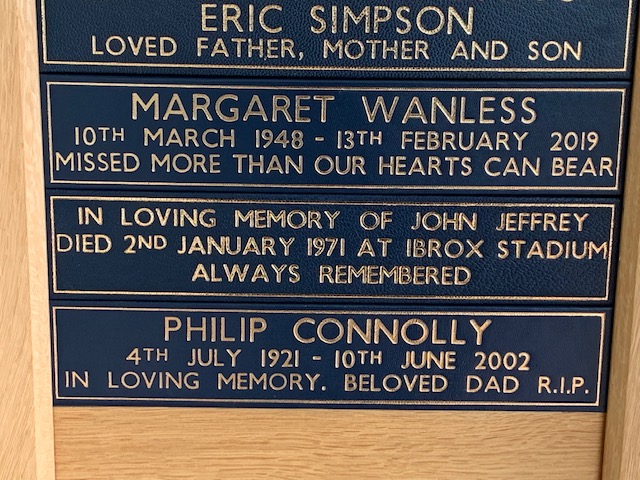 ERIC SIMPSON
LOVED FATHER, MOTHER AND SON
MARGARET WANLESS
10TH MARCH 1948 - 13TH FEBRUARY 2019
MISSED MORE THAN OUR HEARTS CAN BEAR
IN LOVING MEMORY OF JOHN JEFFREY
DIED 2ND JANUARY 1971 AT IBROX STADIUM
ALWAYS REMEMBERED
PHILIP CONNOLLY
4TH JULY 1921 - 10TH JUNE 2002
IN LOVING MEMORY. BELOVED DAD R.I.P.